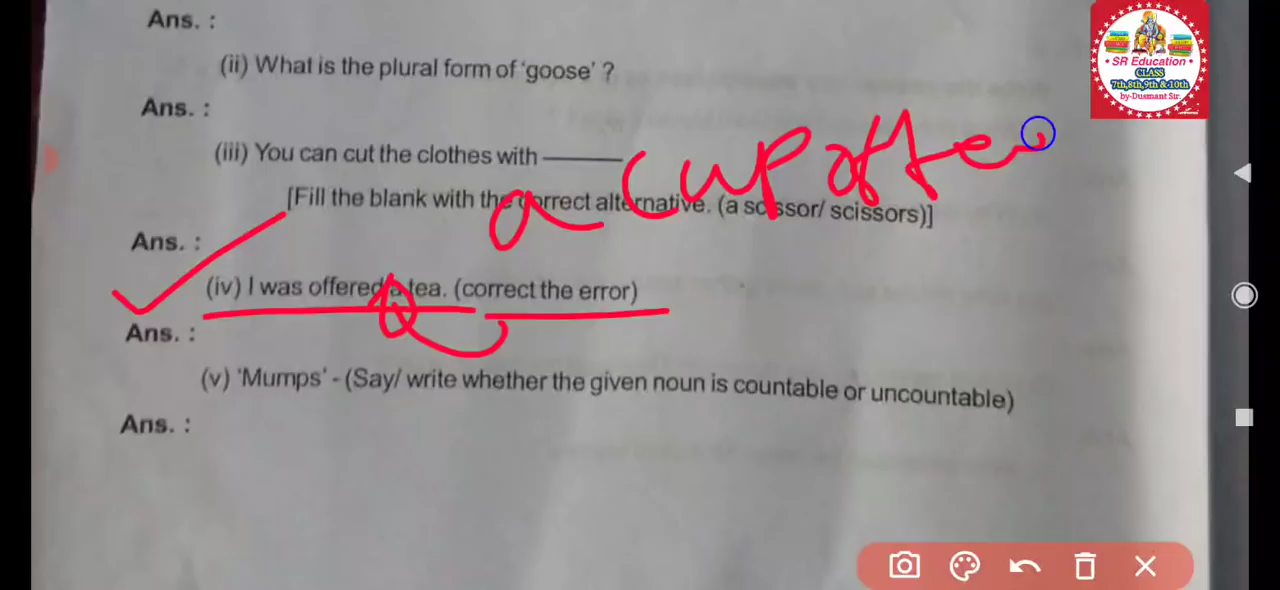 Ans. :
(ii) What is the plural form of 'goose' ?
Ans. :
(iii) You can cut the clothes with ———
[Fill the blank with the correct alternative. (a scissor/ scissors)]
Ans. :
(iv) I was offered a tea. (correct the error)
Ans. :
(v) 'Mumps' - (Say/ write whether the given noun is countable or uncountable)
Ans. :
a cup of tea
• SR Education •
CLASS
7th,8th,9th & 10th
by-Dusmant Sir.